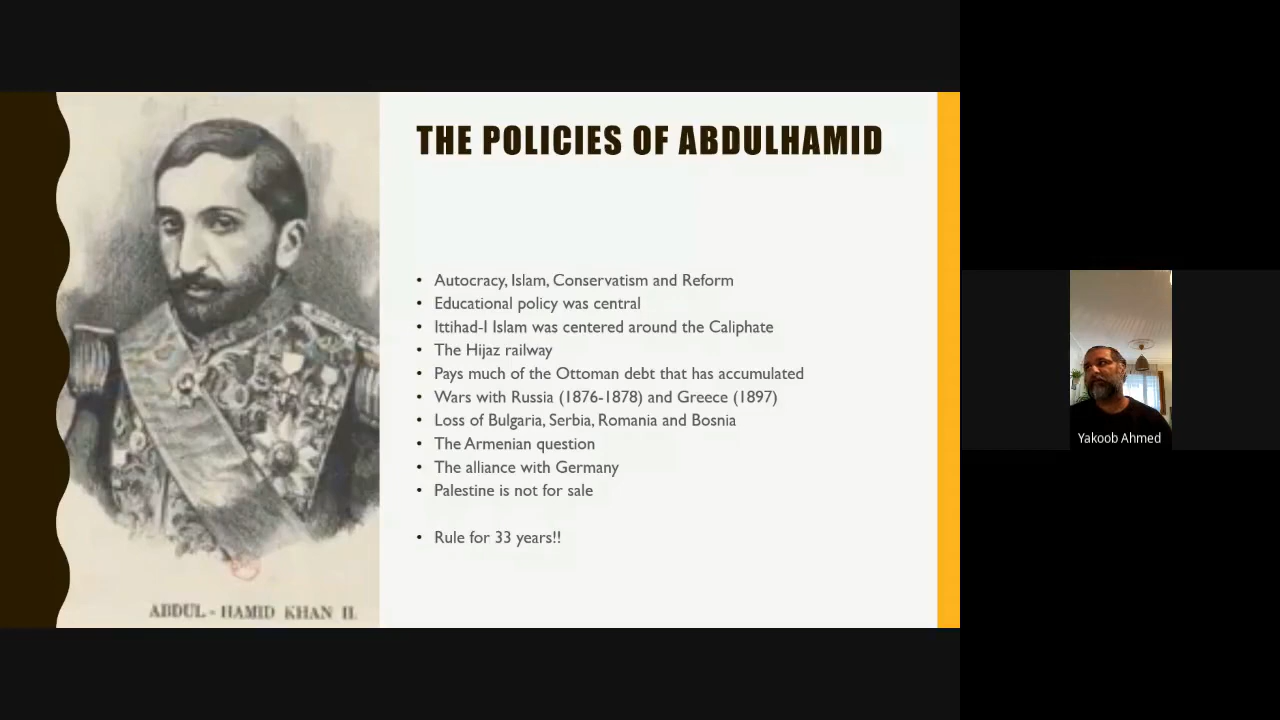 THE POLICIES OF ABDULHAMID
• Autocracy, Islam, Conservatism and Reform
• Educational policy was central
• Ittihad-I Islam was centered around the Caliphate
• The Hijaz railway
• Pays much of the Ottoman debt that has accumulated
• Wars with Russia (1876-1878) and Greece (1897)
• Loss of Bulgaria, Serbia, Romania and Bosnia
• The Armenian question
• The alliance with Germany
• Palestine is not for sale
• Rule for 33 years!!
ABDUL - HAMID KHAN II.
Yakoob Ahmed